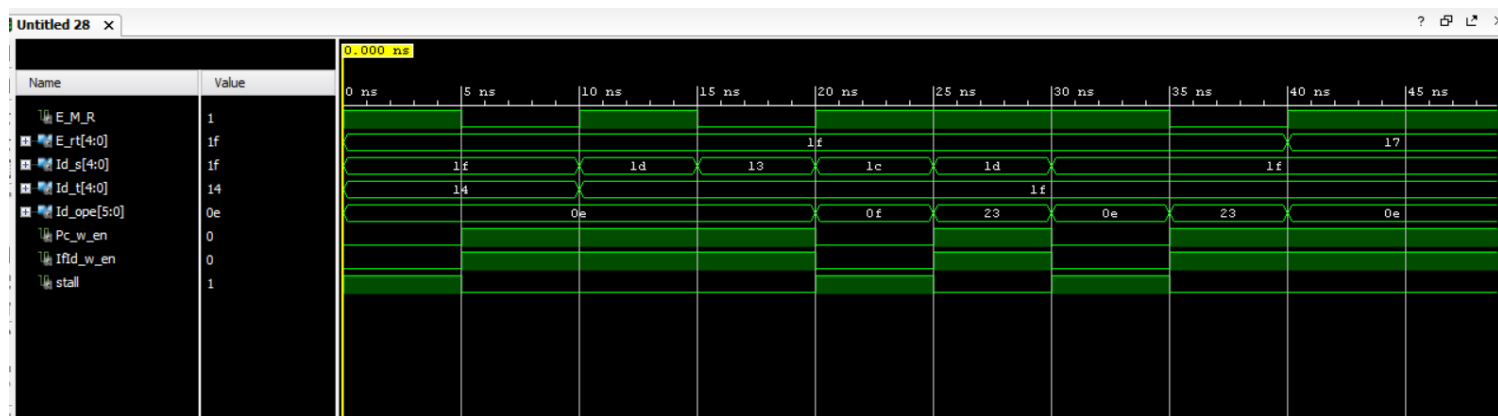 Untitled 28 X
?
0.000 ns
Name Value
0 ns 5 ns 10 ns 15 ns 20 ns 25 ns 30 ns 35 ns 40 ns 45 ns
E_M_R 1
E_rt[4:0] 1f 1f 17
Id_s[4:0] 1f 1f 1d 13 1c 1d 1f
Id_t[4:0] 14 14 1f
Id_ope[5:0] 0e 0e 0f 23 0e 23 0e
Pc_w_en 0
IfId_w_en 0
stall 1